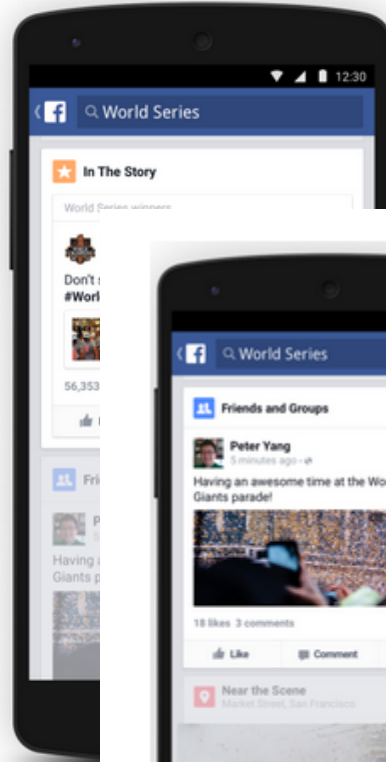 12:30
World Series
In The Story
World Series winners
Don't
#Worl
56,353
Fri
Having
Giants p
World Series
Friends and Groups
Peter Yang
5 minutes ago
Having an awesome time at the Wo
Giants parade!
18 likes 3 comments
Like
Comment
Near the Scene
Market Street, San Francisco